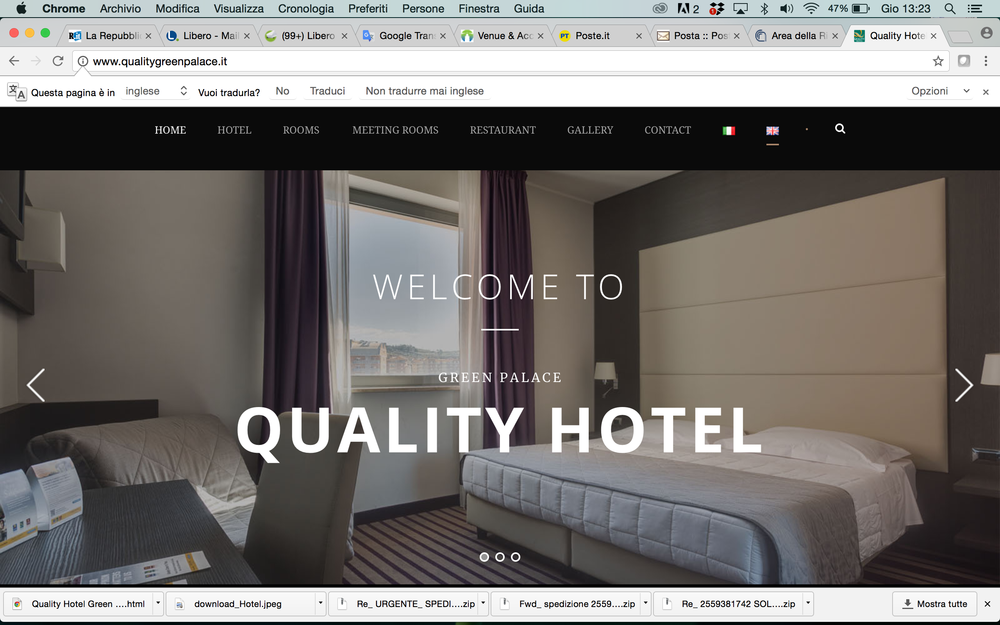 Chrome Archivio Modifica Visualizza Cronologia Preferiti Persone Finestra Guida 2 1 47% Gio 13:23
La Repubblic Libero - Mail (99+) Libero Google Trans Venue & Acc Poste.it Posta :: Pos Area della Ri Quality Hote
www.qualitygreenpalace.it
Questa pagina è in inglese Vuoi tradurla? No Traduci Non tradurre mai inglese Opzioni
HOME HOTEL ROOMS MEETING ROOMS RESTAURANT GALLERY CONTACT
WELCOME TO
GREEN PALACE
QUALITY HOTEL
Quality Hotel Green ....html download_Hotel.jpeg Re_ URGENTE_ SPEDI....zip Fwd_ spedizione 2559....zip Re_ 2559381742 SOL....zip Mostra tutte